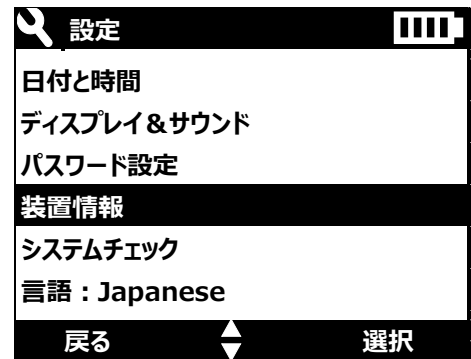 設定
日付と時間
ディスプレイ＆サウンド
パスワード設定
装置情報
システムチェック
言語：Japanese
戻る 選択